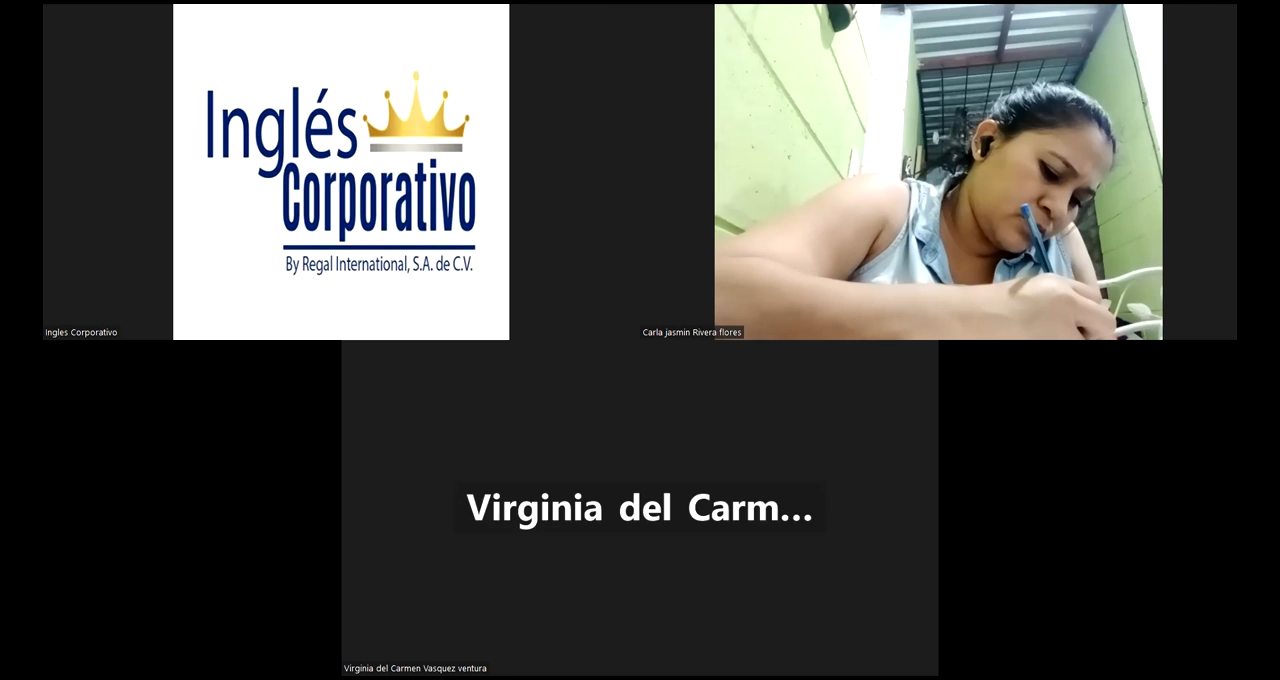 Inglés
Corporativo
By Regal International, S.A. de C.V.
Ingles Corporativo
Carla jasmin Rivera flores
Virginia del Carm...
Virginia del Carmen Vasquez ventura